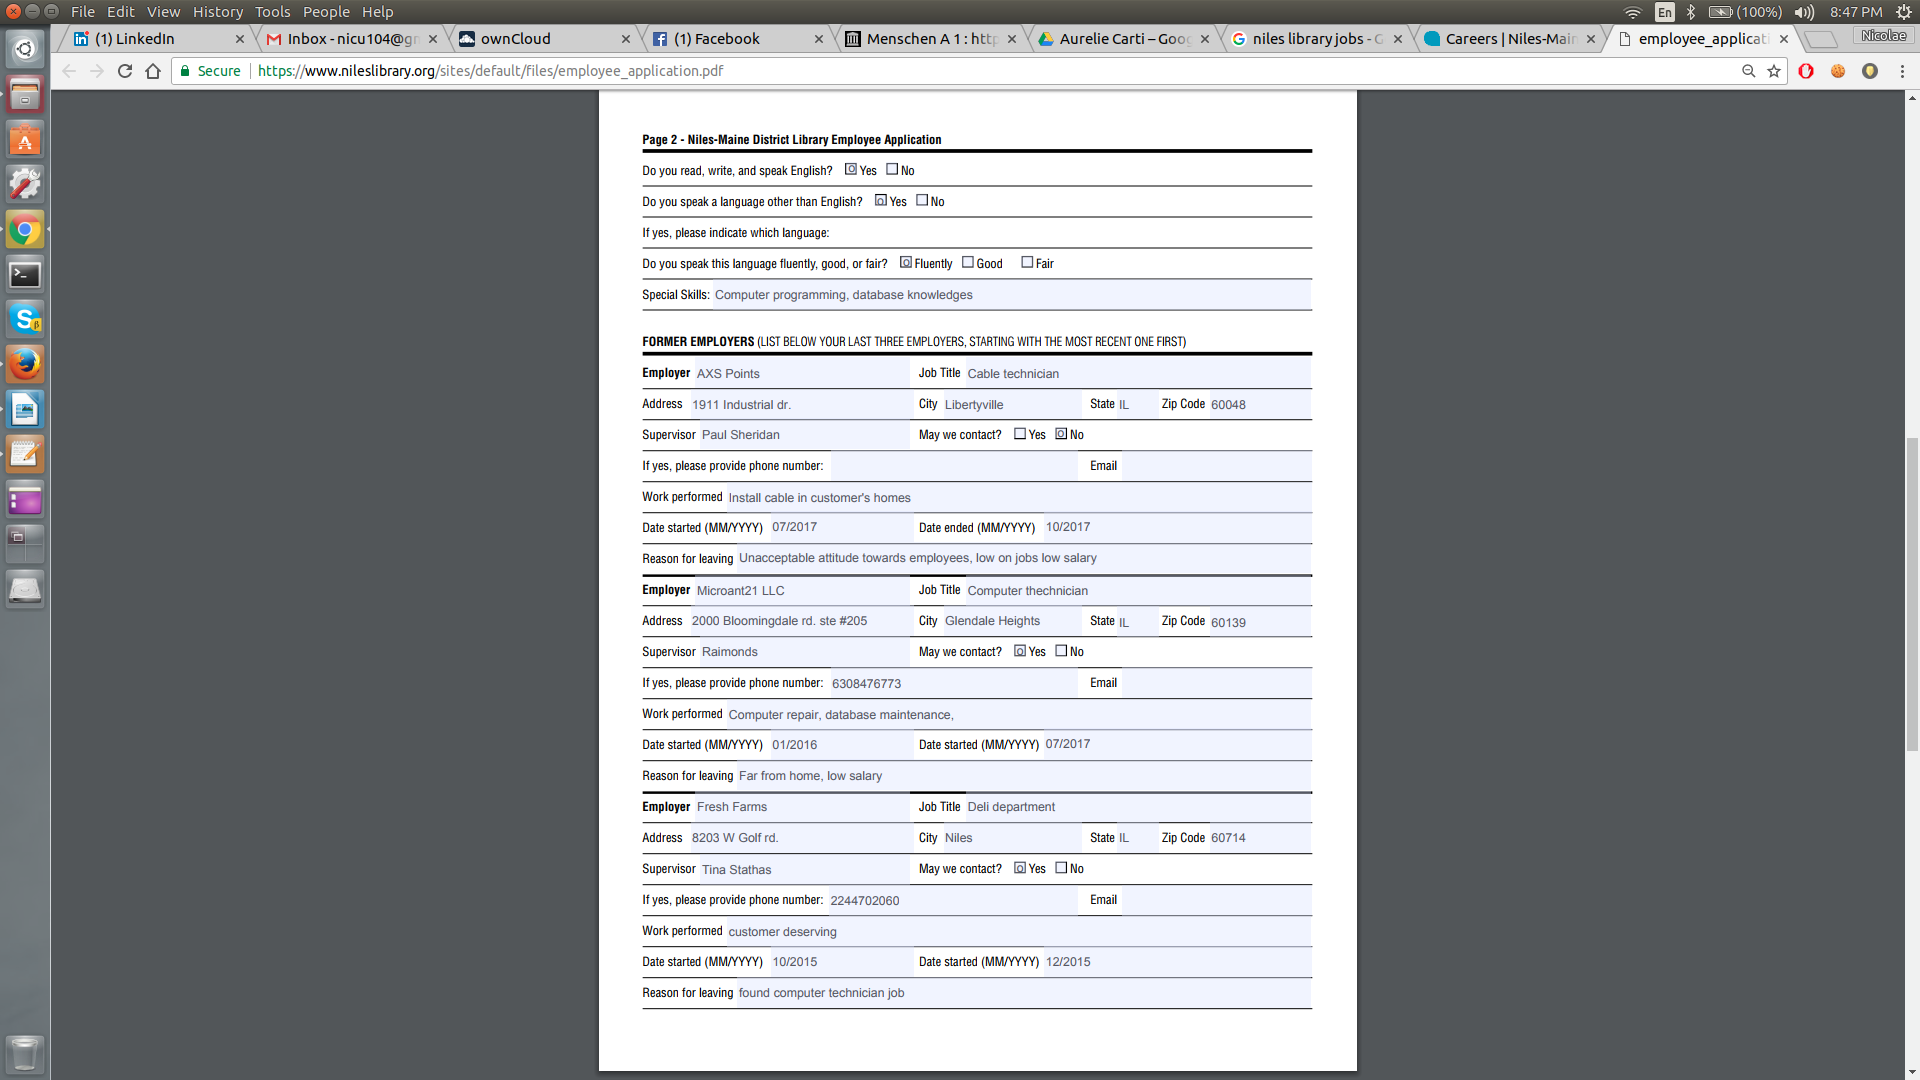 File Edit View History Tools People Help
En (100%) 8:47 PM
(1) LinkedIn Inbox - nicu104@gm ownCloud (1) Facebook Menschen A 1 : http Aurelie Carti – Goog niles library jobs - G Careers | Niles-Main employee_applicati Nicolae
Secure https://www.nileslibrary.org/sites/default/files/employee_application.pdf
Page 2 - Niles-Maine District Library Employee Application
Do you read, write, and speak English? O Yes No
Do you speak a language other than English? O Yes No
If yes, please indicate which language:
Do you speak this language fluently, good, or fair? O Fluently Good Fair
Special Skills: Computer programming, database knowledges
FORMER EMPLOYERS (LIST BELOW YOUR LAST THREE EMPLOYERS, STARTING WITH THE MOST RECENT ONE FIRST)
Employer AXS Points Job Title Cable technician
Address 1911 Industrial dr. City Libertyville State IL Zip Code 60048
Supervisor Paul Sheridan May we contact? Yes O No
If yes, please provide phone number: Email
Work performed Install cable in customer's homes
Date started (MM/YYYY) 07/2017 Date ended (MM/YYYY) 10/2017
Reason for leaving Unacceptable attitude towards employees, low on jobs low salary
Employer Microant21 LLC Job Title Computer thechnician
Address 2000 Bloomingdale rd. ste #205 City Glendale Heights State IL Zip Code 60139
Supervisor Raimonds May we contact? O Yes No
If yes, please provide phone number: 6308476773 Email
Work performed Computer repair, database maintenance,
Date started (MM/YYYY) 01/2016 Date started (MM/YYYY) 07/2017
Reason for leaving Far from home, low salary
Employer Fresh Farms Job Title Deli department
Address 8203 W Golf rd. City Niles State IL Zip Code 60714
Supervisor Tina Stathas May we contact? O Yes No
If yes, please provide phone number: 2244702060 Email
Work performed customer deserving
Date started (MM/YYYY) 10/2015 Date started (MM/YYYY) 12/2015
Reason for leaving found computer technician job